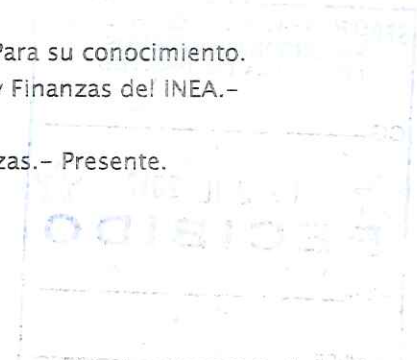 Para su conocimiento.
y Finanzas del INEA.–
zas.– Presente.
RECIBIDO